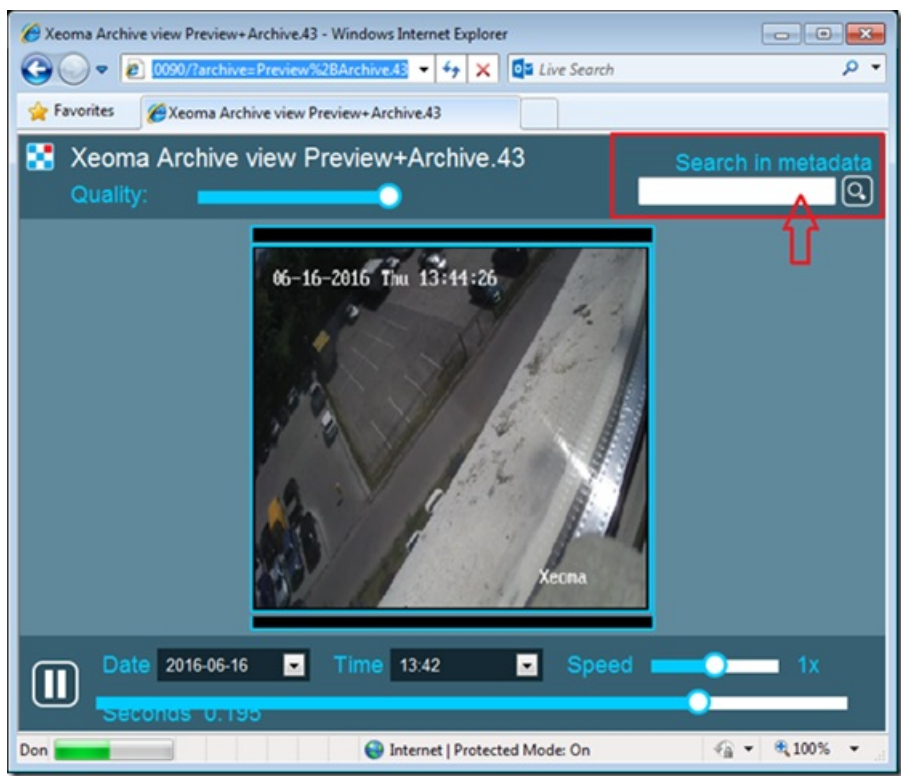 Xeoma Archive view Preview+Archive.43 - Windows Internet Explorer
0090/?archive=Preview%2BArchive.43
Live Search
Favorites
Xeoma Archive view Preview+Archive.43
Xeoma Archive view Preview+Archive.43
Search in metadata
Quality:
06-16-2016 Thu 13:44:26
Xeoma
Date 2016-06-16 Time 13:42 Speed 1x
Seconds 0.195
Don
Internet | Protected Mode: On
100%